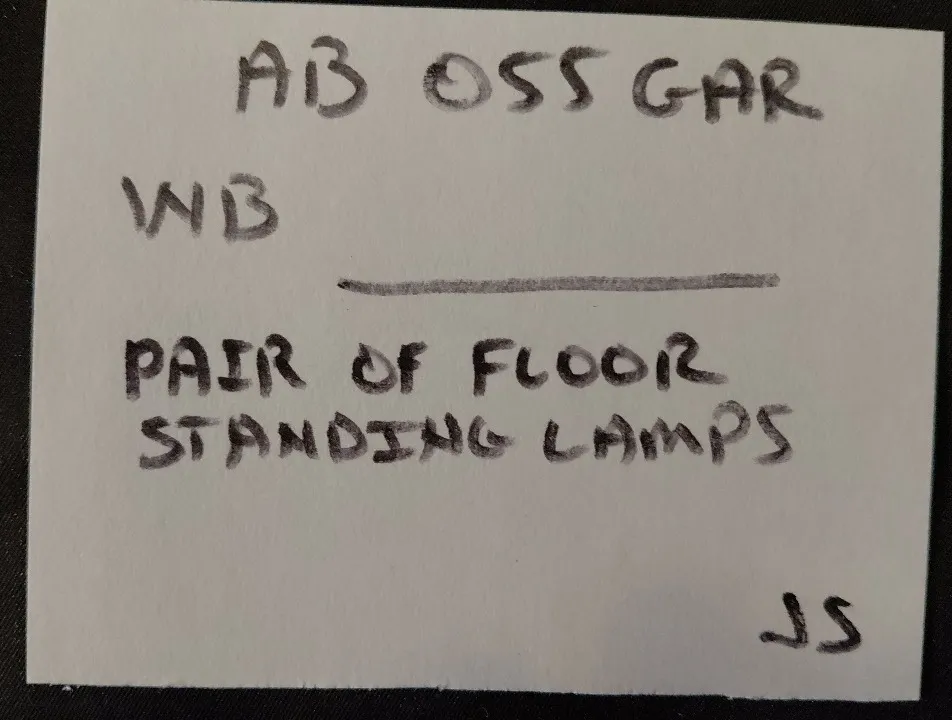 AB OSS GAR
WB
PAIR OF FLOOR
STANDING LAMPS
JS